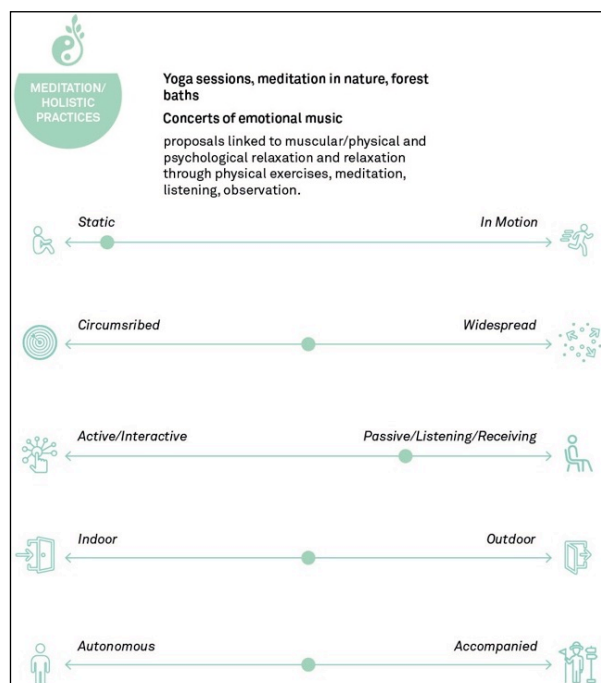 MEDITATION/
HOLISTIC
PRACTICES
Yoga sessions, meditation in nature, forest
baths
Concerts of emotional music
proposals linked to muscular/physical and
psychological relaxation and relaxation
through physical exercises, meditation,
listening, observation.
Static In Motion
Circumsribed Widespread
Active/Interactive Passive/Listening/Receiving
Indoor Outdoor
Autonomous Accompanied